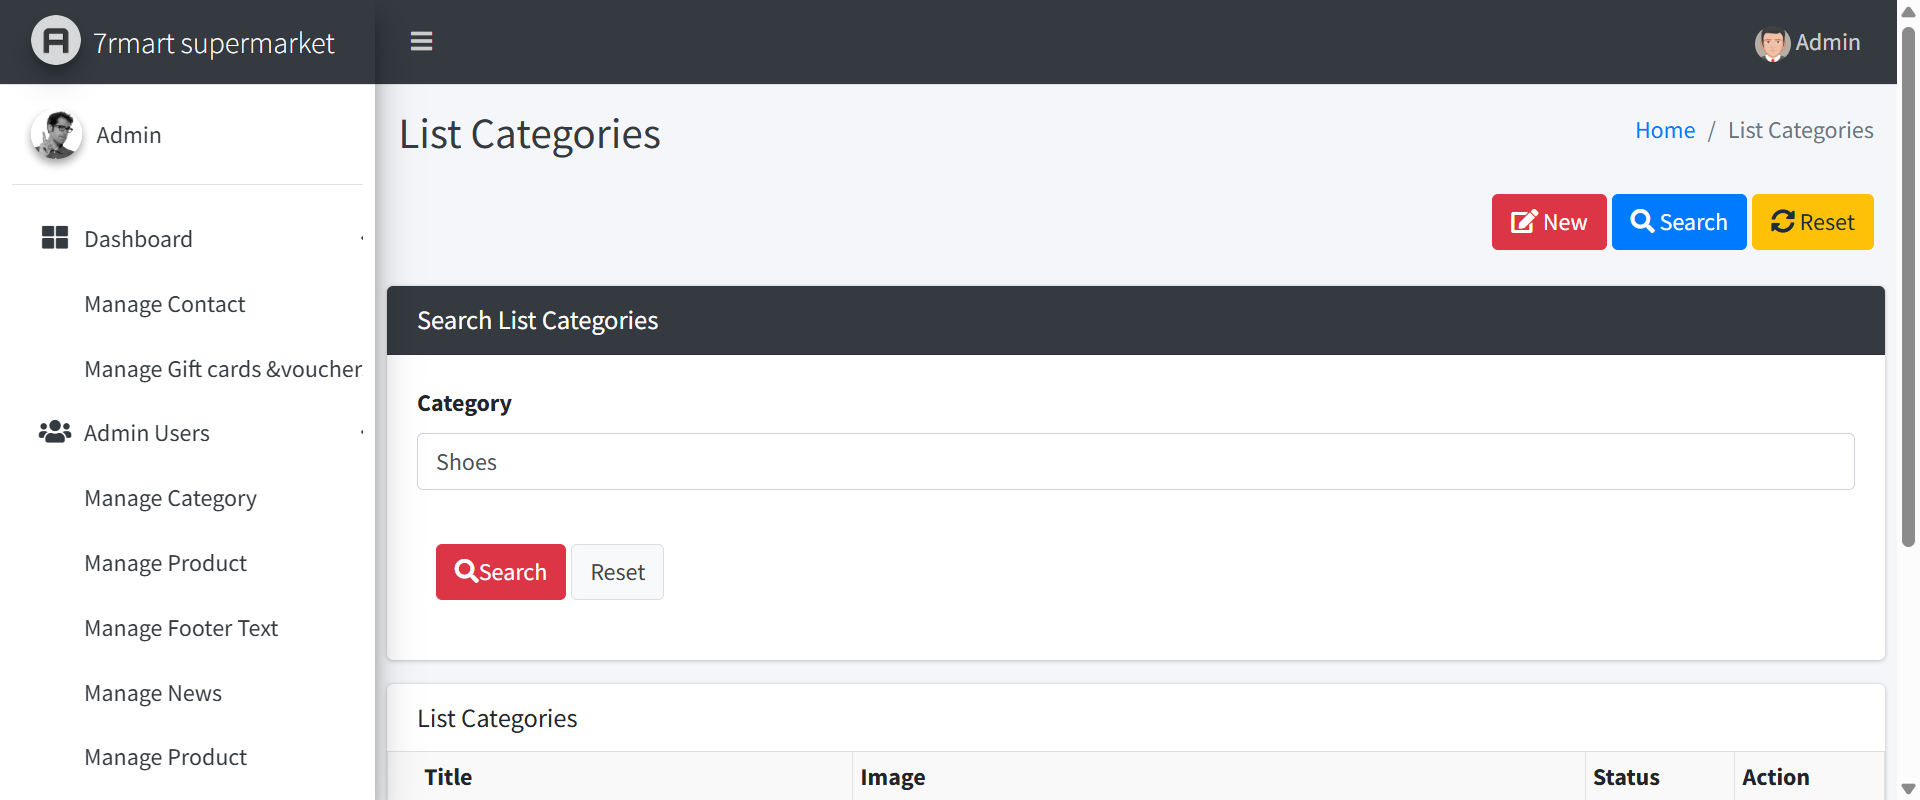 7rmart supermarket
Admin
Admin
List Categories
Home / List Categories
New
Search
Reset
Dashboard
Manage Contact
Manage Gift cards &voucher
Admin Users
Manage Category
Manage Product
Manage Footer Text
Manage News
Manage Product
Search List Categories
Category
Shoes
Search
Reset
List Categories
Title Image Status Action